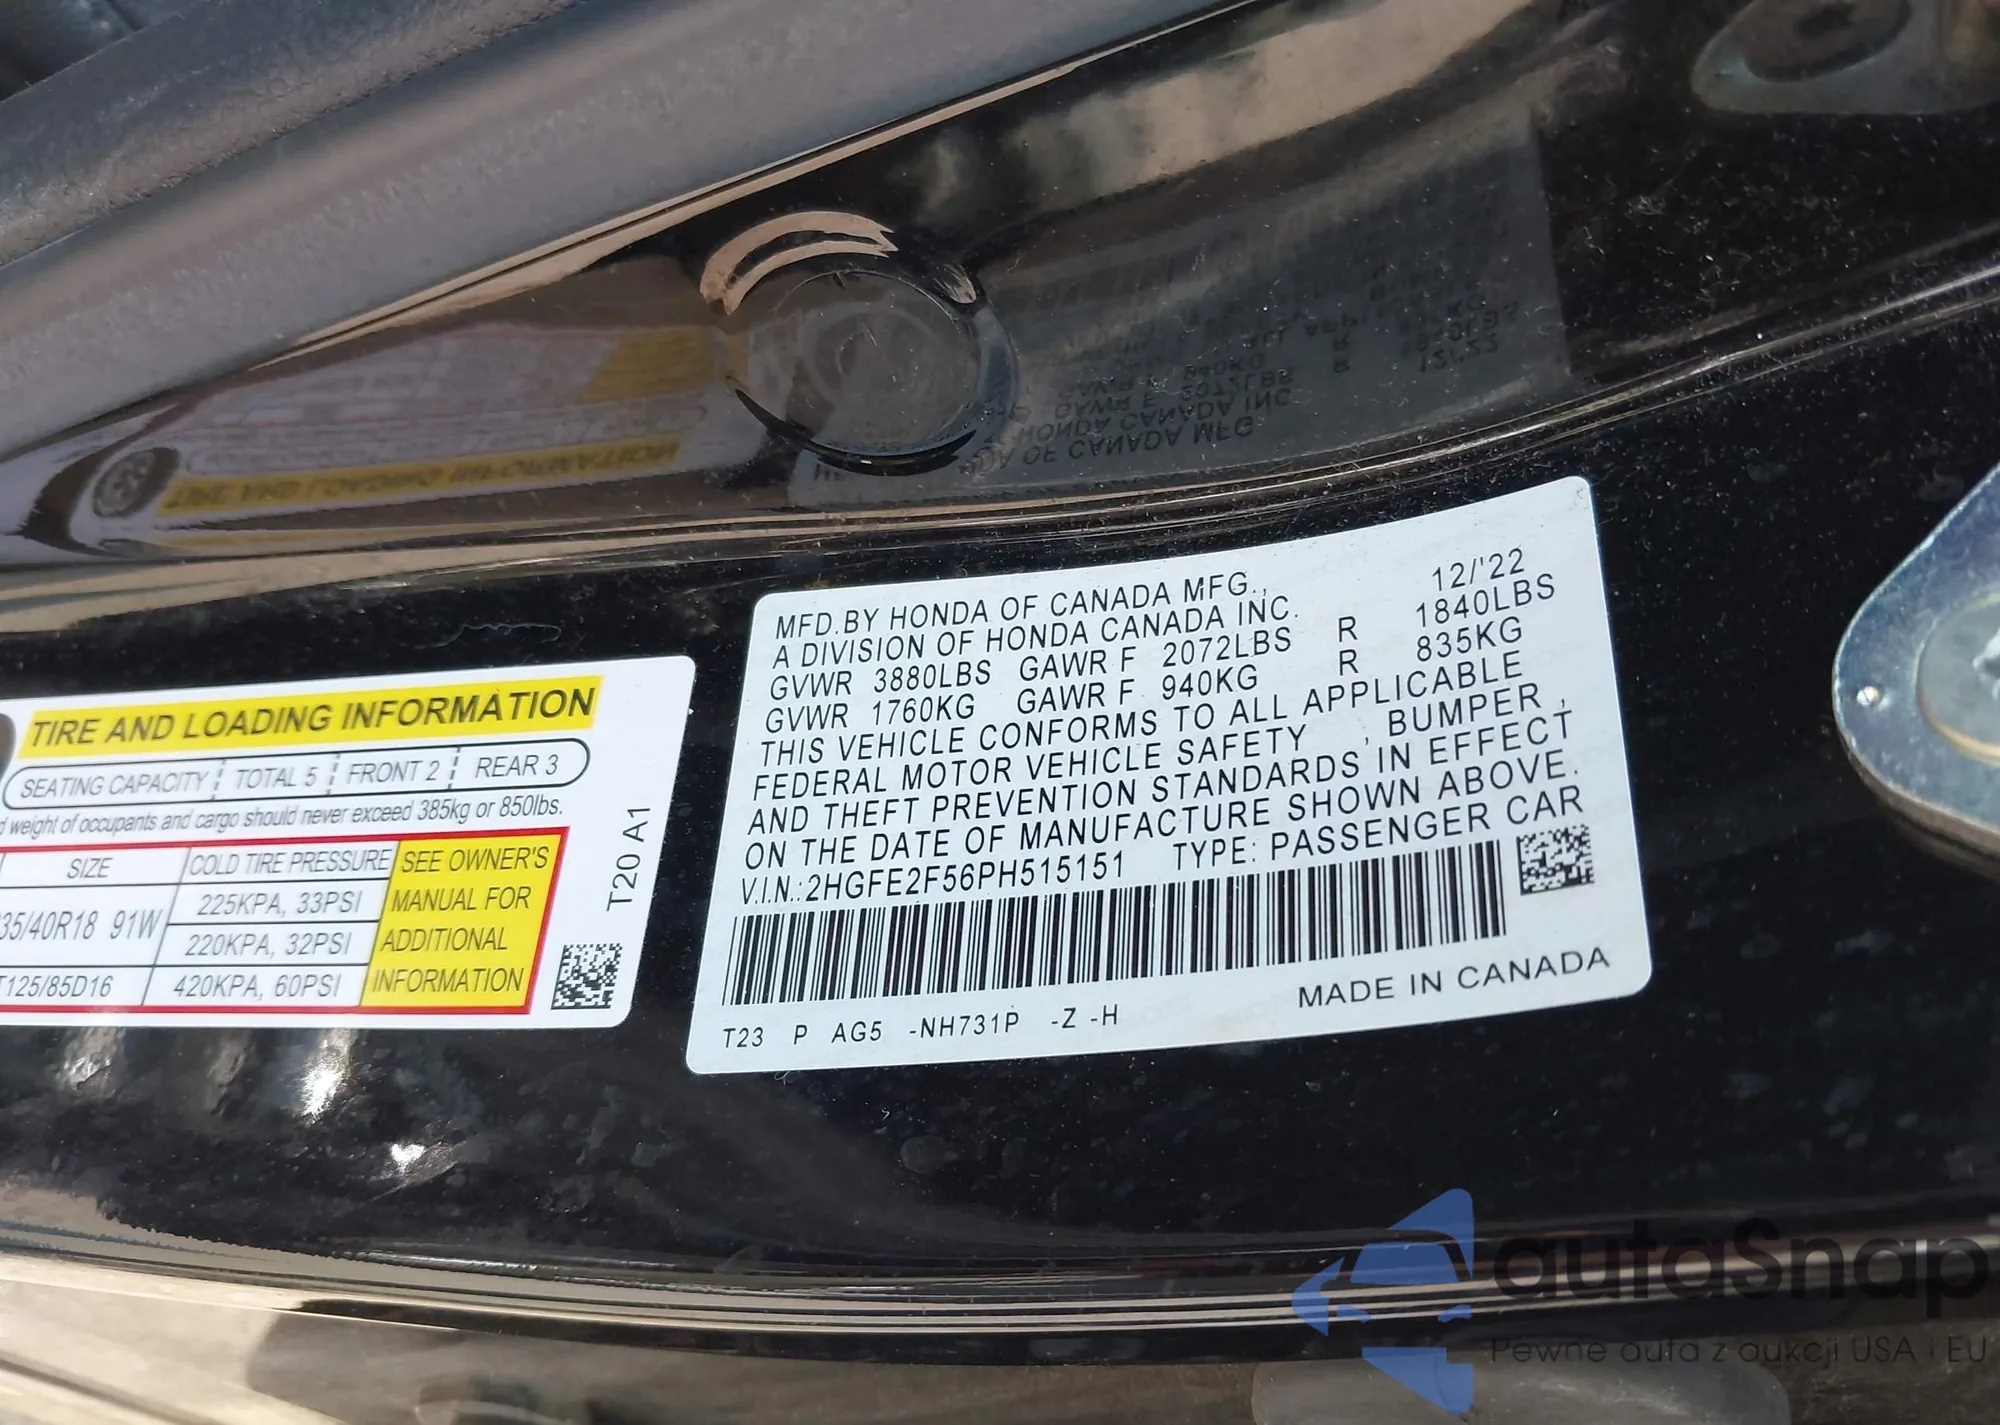 MFD.BY HONDA OF CANADA MFG.,
A DIVISION OF HONDA CANADA INC. 12/'22
GVWR 3880LBS GAWR F 2072LBS R 1840LBS
GVWR 1760KG GAWR F 940KG R 835KG
THIS VEHICLE CONFORMS TO ALL APPLICABLE
FEDERAL MOTOR VEHICLE SAFETY , BUMPER ,
AND THEFT PREVENTION STANDARDS IN EFFECT
ON THE DATE OF MANUFACTURE SHOWN ABOVE.
V.I.N.:2HGFE2F56PH515151 TYPE: PASSENGER CAR
MADE IN CANADA
T23 P AG5 -NH731P -Z -H
TIRE AND LOADING INFORMATION
SEATING CAPACITY TOTAL 5 FRONT 2 REAR 3
weight of occupants and cargo should never exceed 385kg or 850lbs.
SIZE COLD TIRE PRESSURE
35/40R18 91W 225KPA, 33PSI
220KPA, 32PSI
T125/85D16 420KPA, 60PSI
SEE OWNER'S
MANUAL FOR
ADDITIONAL
INFORMATION
T20 A1
autaSnap
Pewne auta z aukcji USA i EU